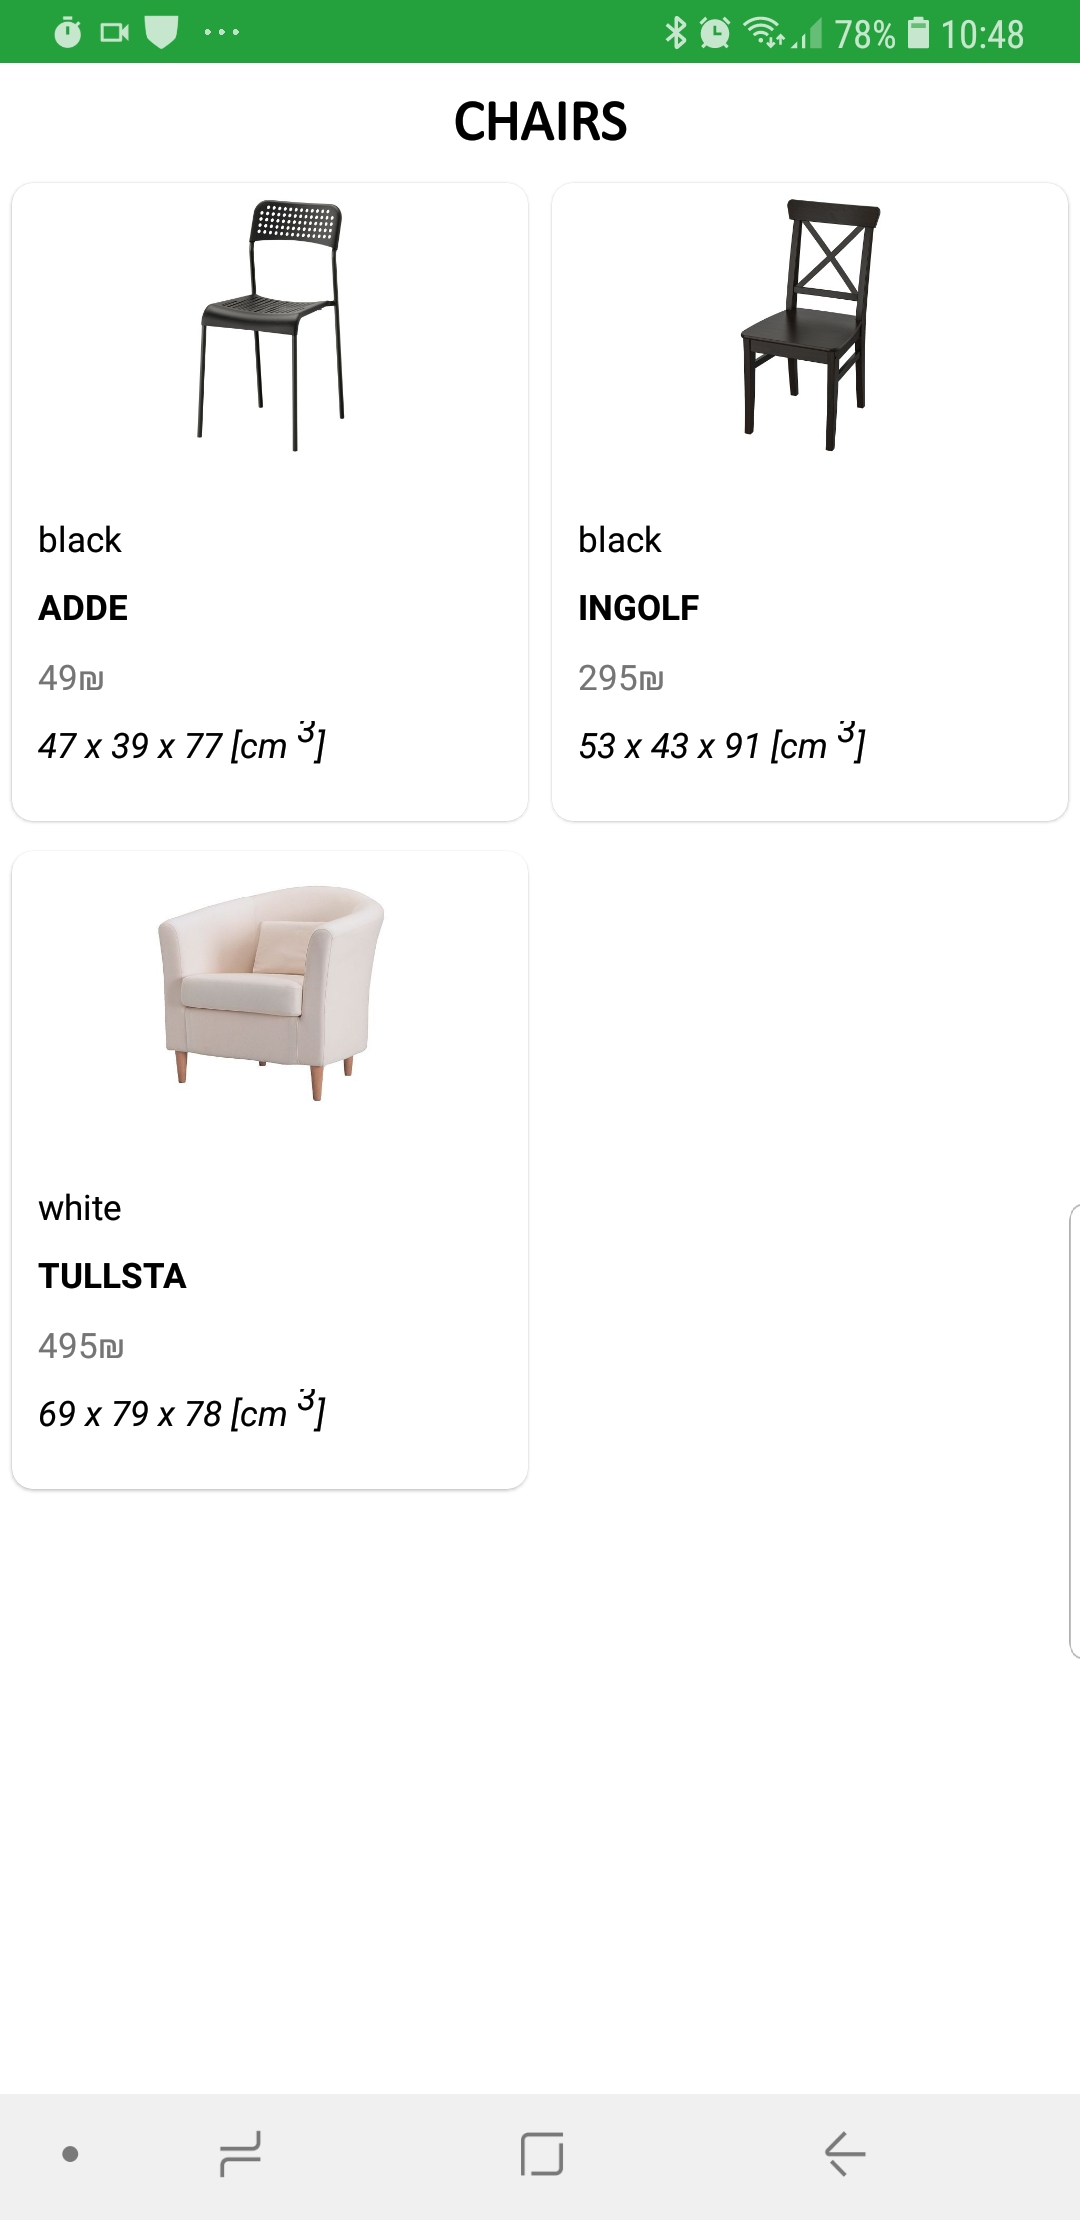 78% 10:48
CHAIRS
black
ADDE
49₪
47 x 39 x 77 [cm ³]
black
INGOLF
295₪
53 x 43 x 91 [cm ³]
white
TULLSTA
495₪
69 x 79 x 78 [cm ³]